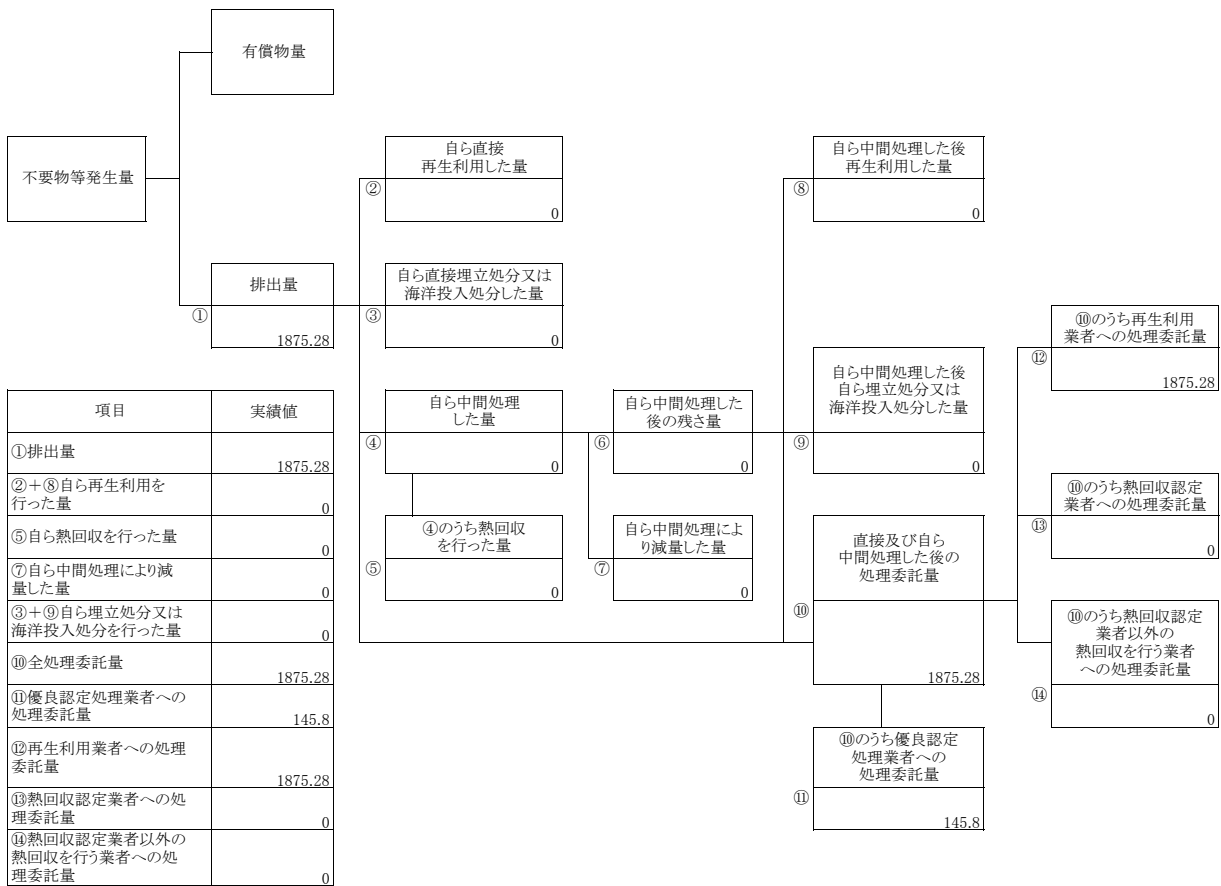 有償物量
不要物等発生量
自ら直接
再生利用した量
②
0
自ら中間処理した後
再生利用した量
⑧
0
排出量
①
1875.28
自ら直接埋立処分又は
海洋投入処分した量
③
0
⑩のうち再生利用
業者への処理委託量
⑫
1875.28
自ら中間処理
した量
④
0
自ら中間処理した
後の残さ量
⑥
0
自ら中間処理した後
自ら埋立処分又は
海洋投入処分した量
⑨
0
⑩のうち熱回収認定
業者への処理委託量
⑬
0
④のうち熱回収
を行った量
⑤
0
自ら中間処理によ
り減量した量
⑦
0
直接及び自ら
中間処理した後の
処理委託量
⑩
1875.28
⑩のうち熱回収認定
業者以外の
熱回収を行う業者
への処理委託量
⑭
0
⑩のうち優良認定
処理業者への
処理委託量
⑪
145.8
項目 実績値
①排出量
1875.28
②＋⑧自ら再生利用を
行った量
0
⑤自ら熱回収を行った量
0
⑦自ら中間処理により減
量した量
0
③＋⑨自ら埋立処分又は
海洋投入処分を行った量
0
⑩全処理委託量
1875.28
⑪優良認定処理業者への
処理委託量
145.8
⑫再生利用業者への処理
委託量
1875.28
⑬熱回収認定業者への処
理委託量
0
⑭熱回収認定業者以外の
熱回収を行う業者への処
理委託量
0